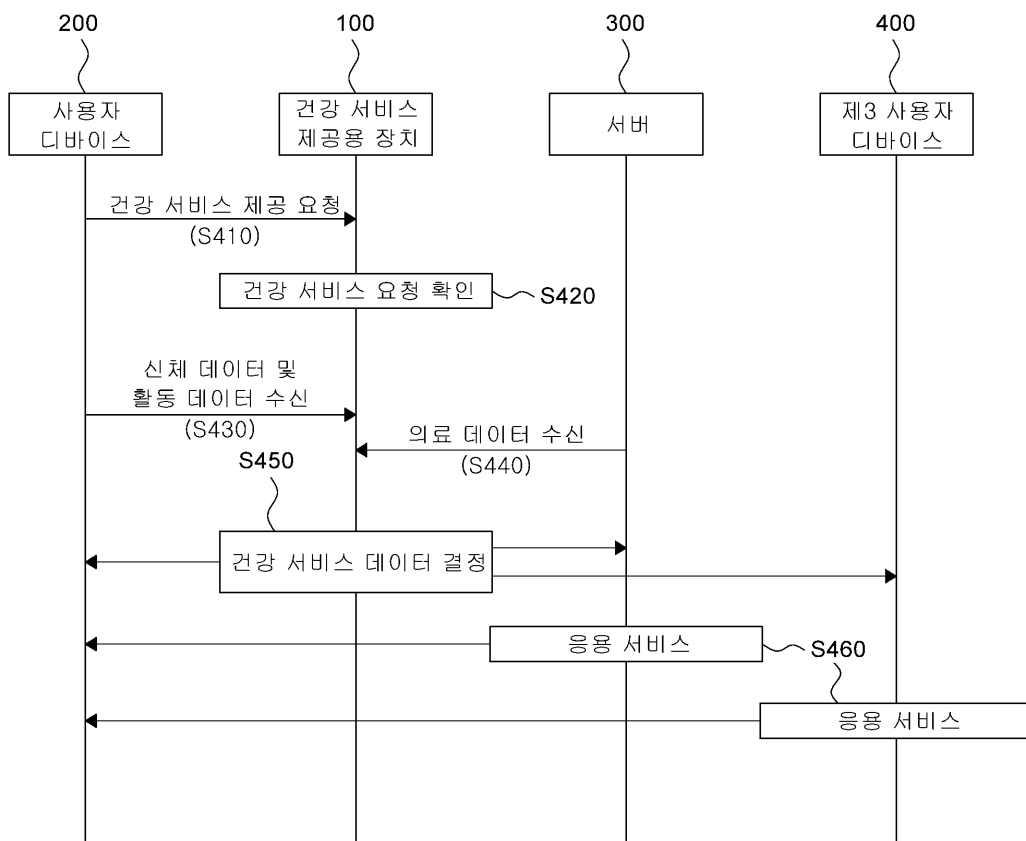 200
100
300
400
사용자
디바이스
건강 서비스
제공용 장치
서버
제3 사용자
디바이스
건강 서비스 제공 요청
(S410)
건강 서비스 요청 확인
S420
신체 데이터 및
활동 데이터 수신
(S430)
의료 데이터 수신
(S440)
S450
건강 서비스 데이터 결정
응용 서비스
S460
응용 서비스